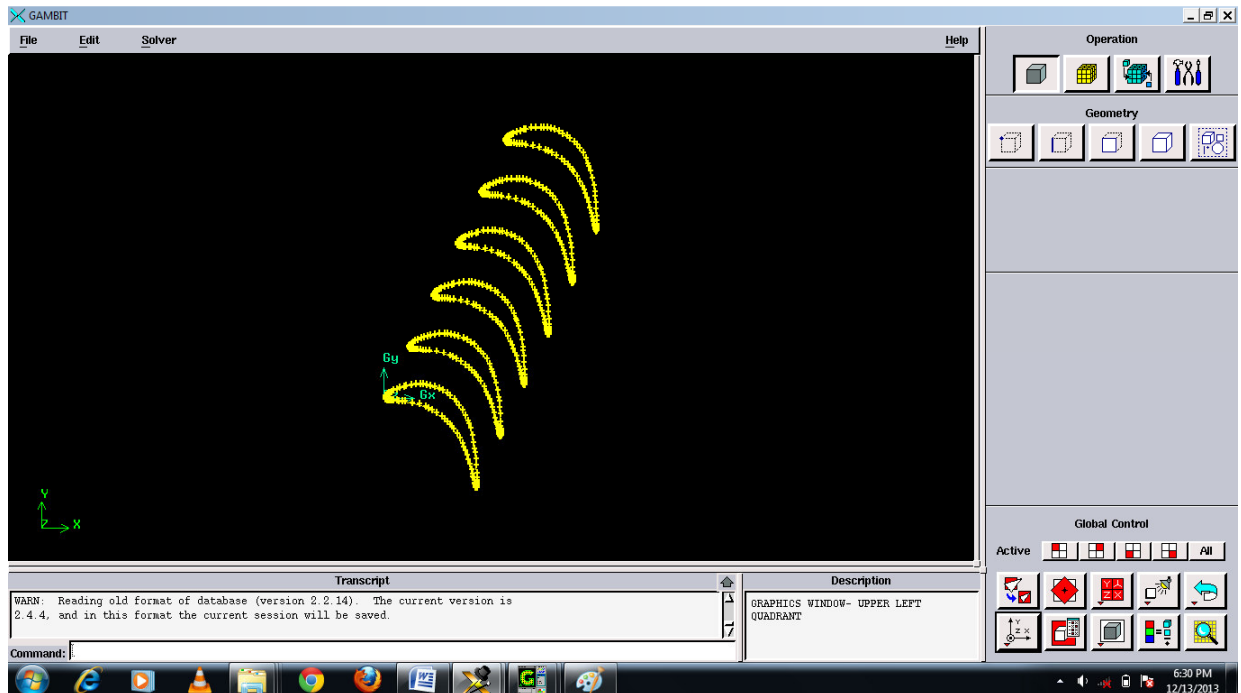 GAMBIT
File Edit Solver Help
Operation
Geometry
Gy
Gx
Y
Z X
Global Control
Active All
Transcript
WARN: Reading old format of database (version 2.2.14). The current version is
2.4.4, and in this format the current session will be saved.
Command:
Description
GRAPHICS WINDOW- UPPER LEFT
QUADRANT
6:30 PM
12/13/2013